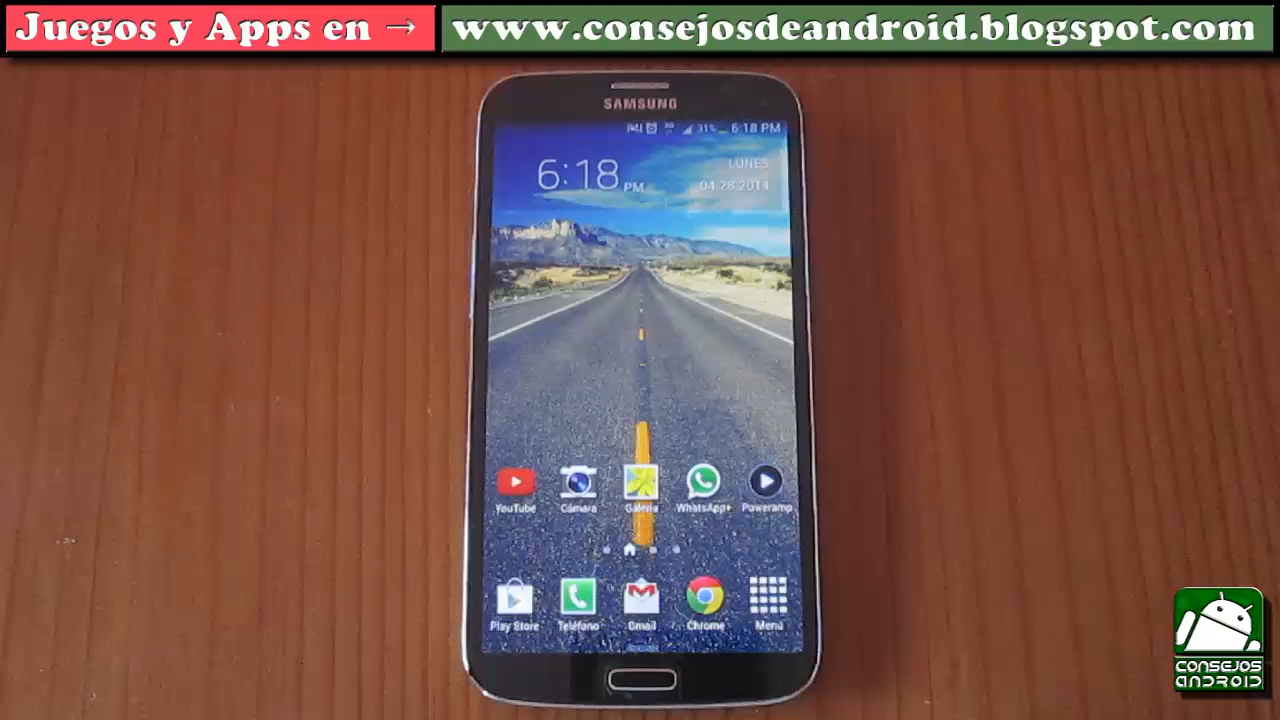 Juegos y Apps en →
www.consejosdeandroid.blogspot.com
SAMSUNG
31% 6:18 PM
6:18 PM
LUNES
04.28.2014
YouTube Cámara Galería WhatsApp+ Poweramp
Play Store Teléfono Gmail Chrome Menú
CONSEJOS
ANDROID